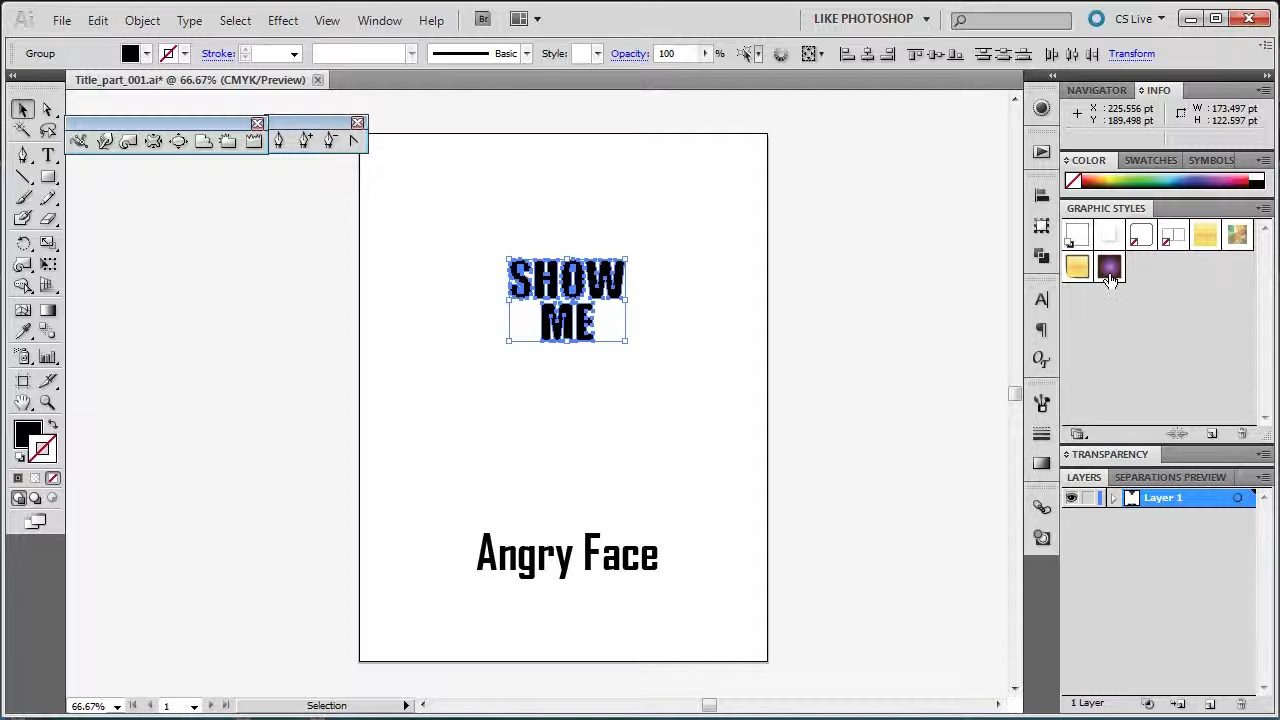 Ai File Edit Object Type Select Effect View Window Help Br LIKE PHOTOSHOP CS Live
Group Stroke: Basic Style: Opacity: 100 % Transform
Title_part_001.ai* @ 66.67% (CMYK/Preview)
NAVIGATOR INFO
X : 225.556 pt W : 173.497 pt
Y : 189.498 pt H : 122.597 pt
COLOR SWATCHES SYMBOLS
GRAPHIC STYLES
SHOW
ME
Angry Face
TRANSPARENCY
LAYERS SEPARATIONS PREVIEW
Layer 1
66.67% 1 Selection 1 Layer